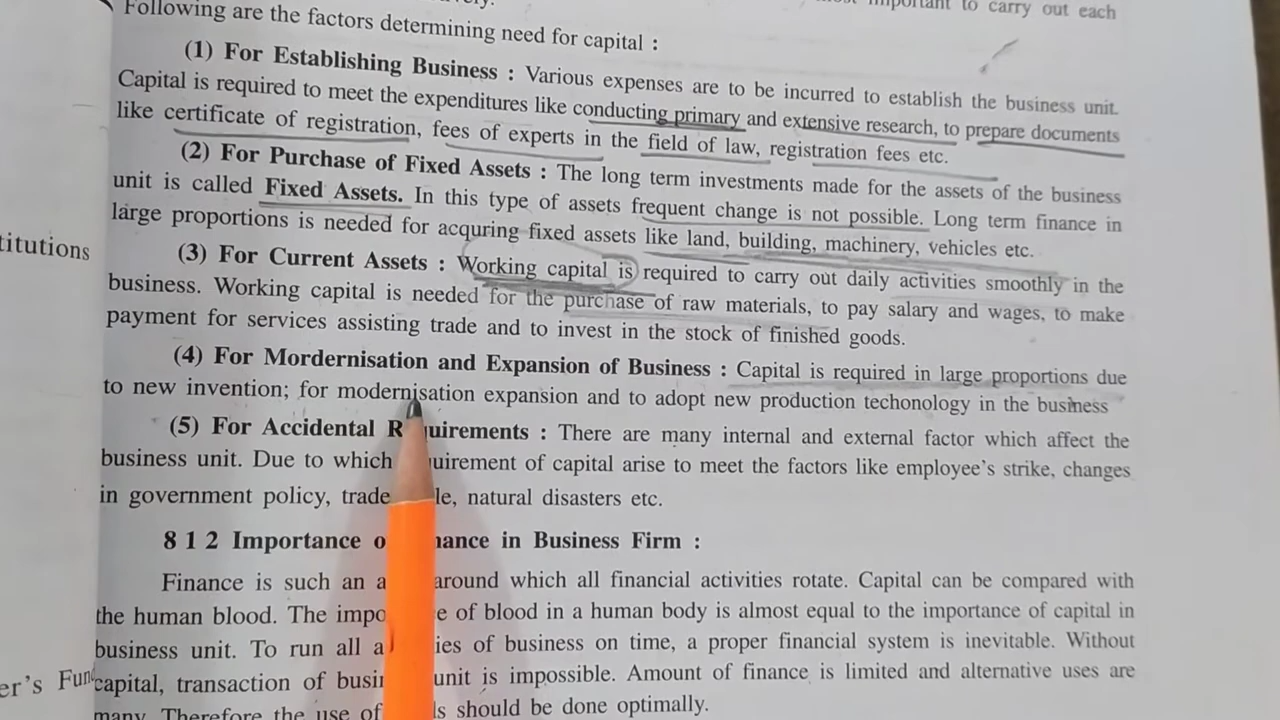 important to carry out each
Following are the factors determining need for capital :
(1) For Establishing Business : Various expenses are to be incurred to establish the business unit.
Capital is required to meet the expenditures like conducting primary and extensive research, to prepare documents
like certificate of registration, fees of experts in the field of law, registration fees etc.
(2) For Purchase of Fixed Assets : The long term investments made for the assets of the business
unit is called Fixed Assets. In this type of assets frequent change is not possible. Long term finance in
large proportions is needed for acquring fixed assets like land, building, machinery, vehicles etc.
titutions
(3) For Current Assets : Working capital is required to carry out daily activities smoothly in the
business. Working capital is needed for the purchase of raw materials, to pay salary and wages, to make
payment for services assisting trade and to invest in the stock of finished goods.
(4) For Mordernisation and Expansion of Business : Capital is required in large proportions due
to new invention; for modernisation expansion and to adopt new production techonology in the business
(5) For Accidental R uirements : There are many internal and external factor which affect the
business unit. Due to which uirement of capital arise to meet the factors like employee's strike, changes
in government policy, trade le, natural disasters etc.
8 1 2 Importance o nance in Business Firm :
Finance is such an a around which all financial activities rotate. Capital can be compared with
the human blood. The impo e of blood in a human body is almost equal to the importance of capital in
business unit. To run all a ies of business on time, a proper financial system is inevitable. Without
er's Fund
capital, transaction of busi unit is impossible. Amount of finance is limited and alternative uses are
many. Therefore the use of s should be done optimally.